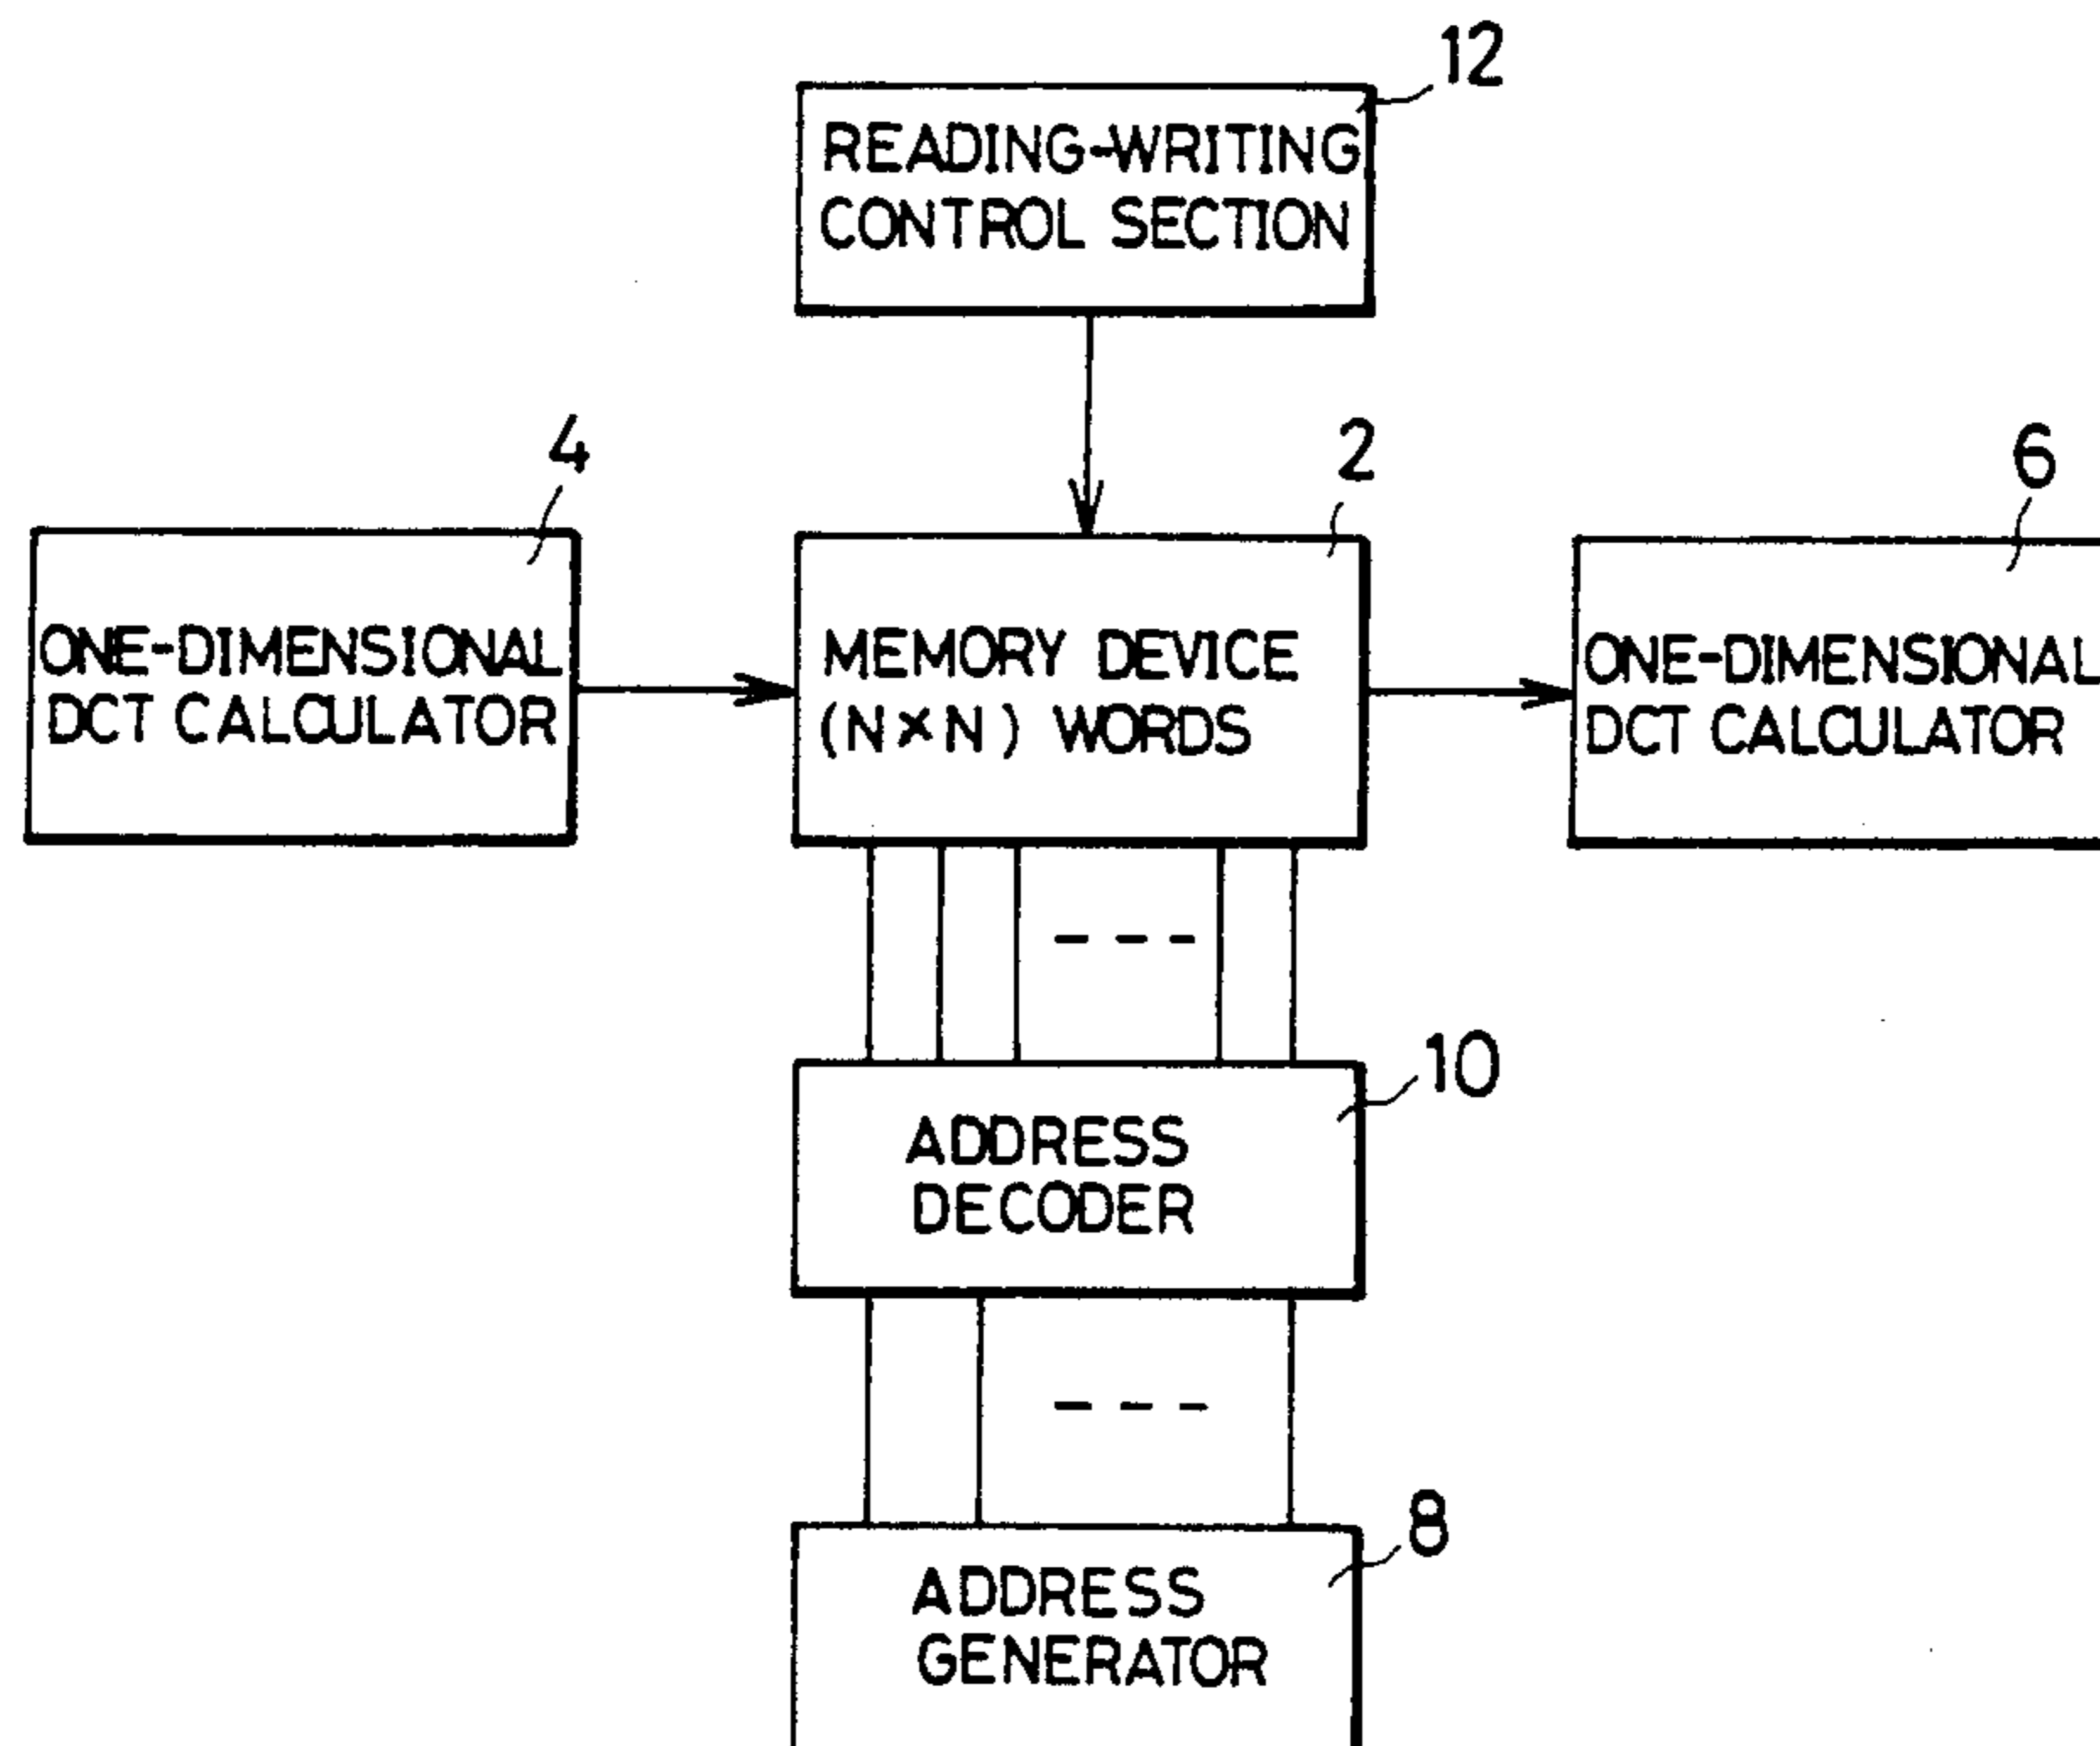 12
READING-WRITING
CONTROL SECTION
4
2
6
ONE-DIMENSIONAL
DCT CALCULATOR
MEMORY DEVICE
(N×N) WORDS
ONE-DIMENSIONAL
DCT CALCULATOR
10
ADDRESS
DECODER
8
ADDRESS
GENERATOR